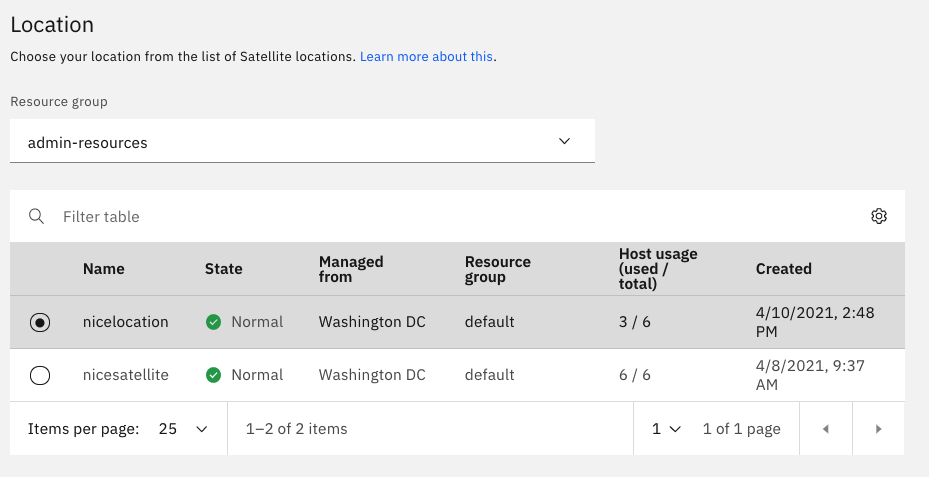 Location
Choose your location from the list of Satellite locations. Learn more about this.
Resource group
admin-resources
Filter table
Name State Managed from Resource group Host usage (used / total) Created
nicelocation Normal Washington DC default 3 / 6 4/10/2021, 2:48 PM
nicesatellite Normal Washington DC default 6 / 6 4/8/2021, 9:37 AM
Items per page: 25 1–2 of 2 items 1 1 of 1 page